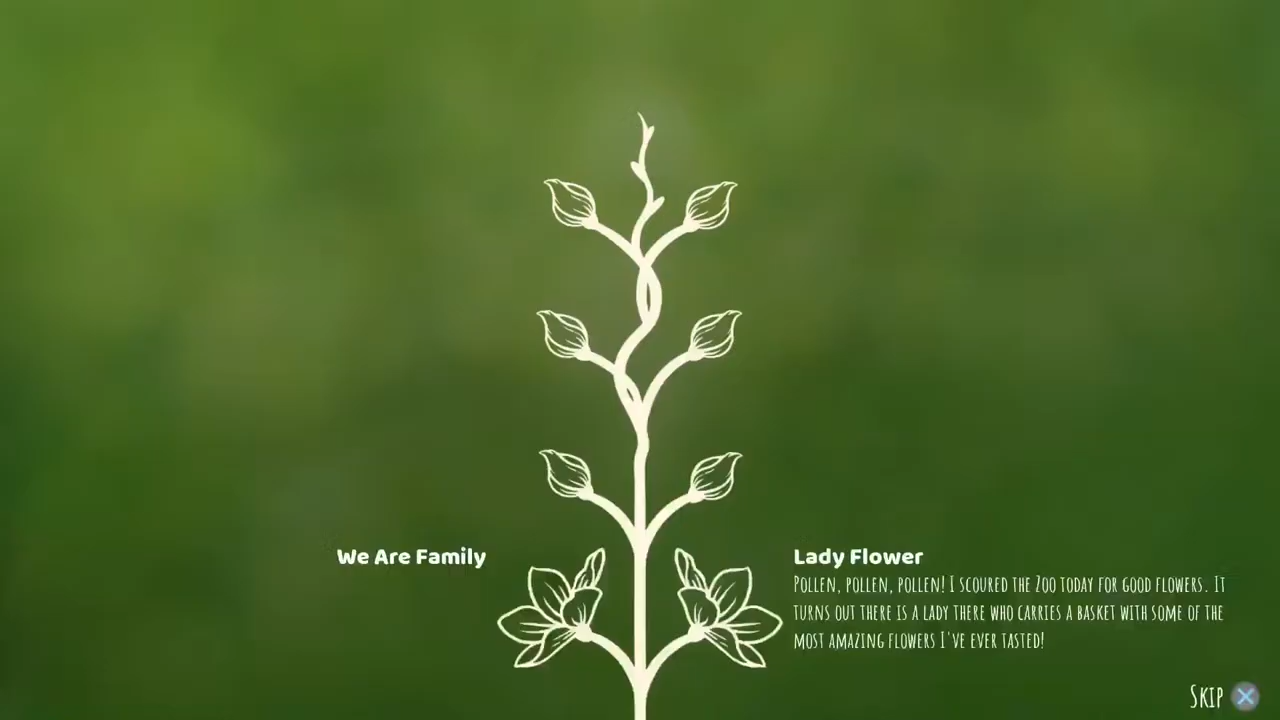 We Are Family
Lady Flower
Pollen, pollen, pollen! I scoured the Zoo today for good flowers. It
turns out there is a lady there who carries a basket with some of the
most amazing flowers I've ever tasted!
Skip